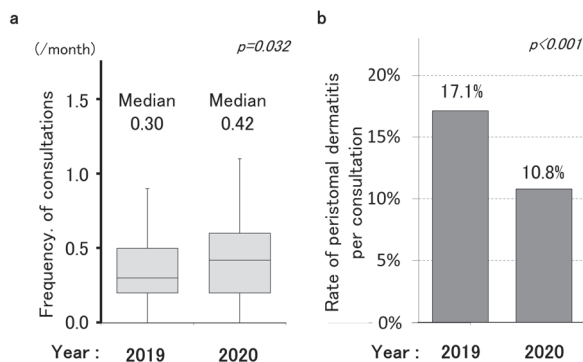 a
(/month)
p=0.032
Frequency. of consultations
1.5
1.0
0.5
0.0
Median
0.30
Median
0.42
Year : 2019 2020
b
p<0.001
Rate of peristomal dermatitis
per consultation
20%
15%
10%
5%
0%
17.1%
10.8%
Year : 2019 2020